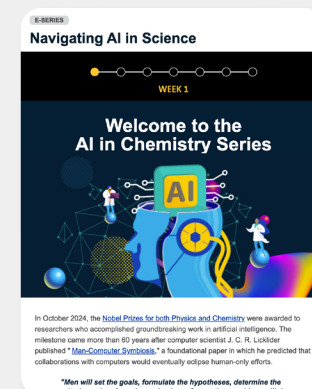 E-SERIES
Navigating AI in Science
WEEK 1
Welcome to the
AI in Chemistry Series
AI
In October 2024, the Nobel Prizes for both Physics and Chemistry were awarded to
researchers who accomplished groundbreaking work in artificial intelligence. The
milestone came more than 60 years after computer scientist J. C. R. Licklider
published "Man-Computer Symbiosis," a foundational paper in which he predicted that
collaborations with computers would eventually eclipse human-only efforts.
"Men will set the goals, formulate the hypotheses, determine the